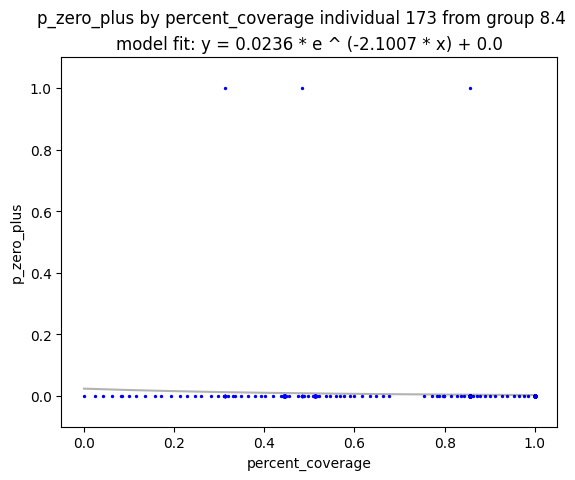 p_zero_plus by percent_coverage individual 173 from group 8.4
model fit: y = 0.0236 * e ^ (-2.1007 * x) + 0.0
1.0
0.8
0.6
0.4
0.2
0.0
p_zero_plus
0.0 0.2 0.4 0.6 0.8 1.0
percent_coverage